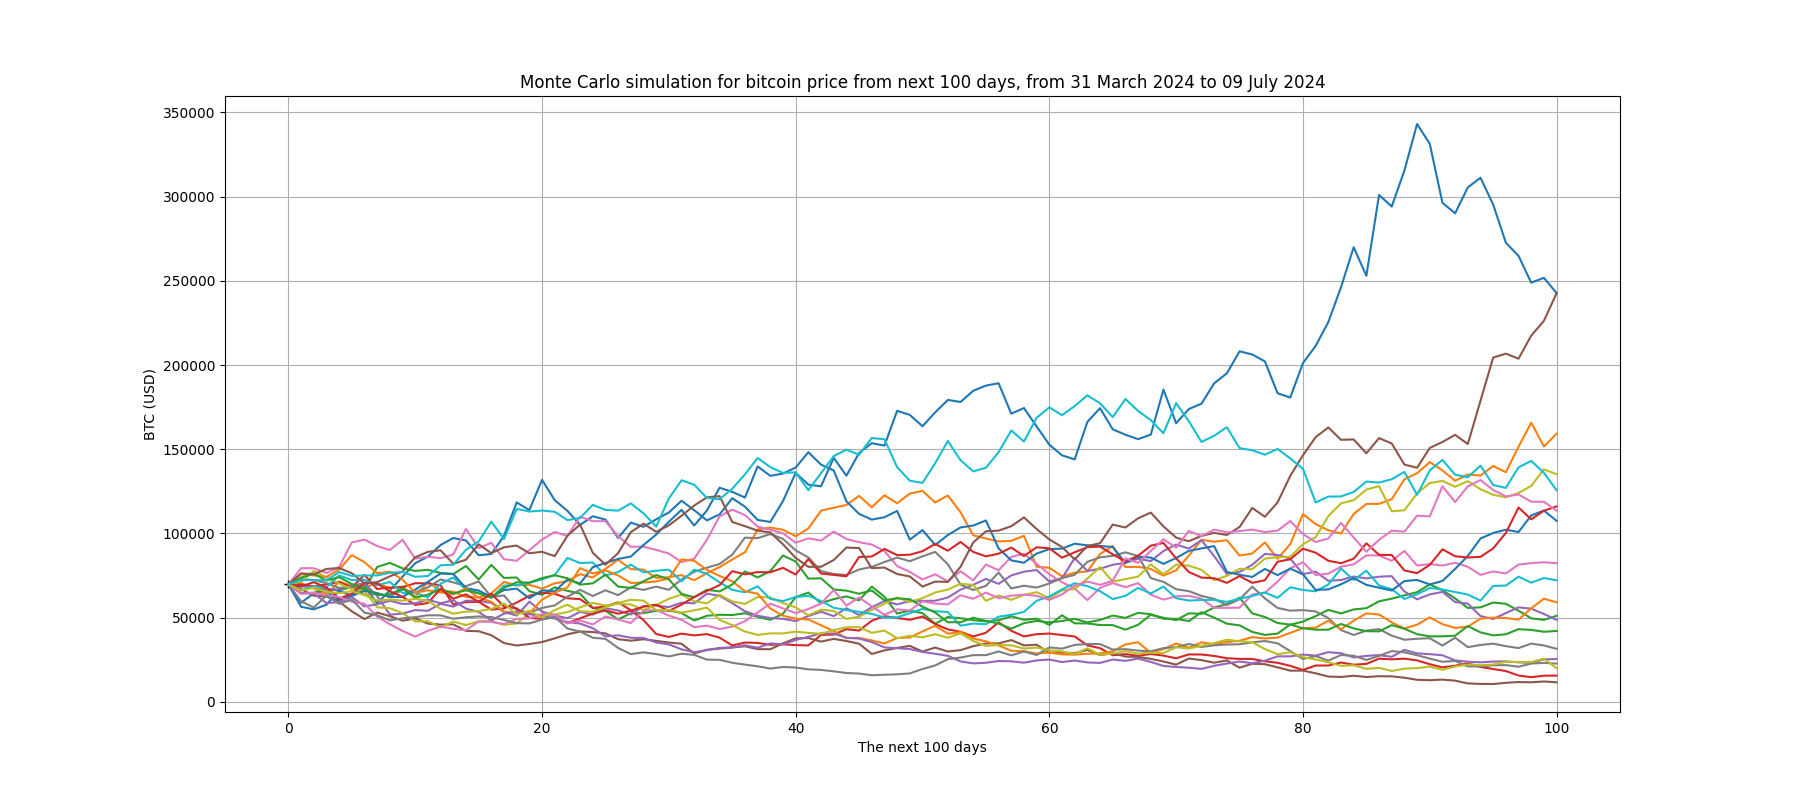 Monte Carlo simulation for bitcoin price from next 100 days, from 31 March 2024 to 09 July 2024
350000
300000
250000
200000
150000
100000
50000
0
BTC (USD)
0 20 40 60 80 100
The next 100 days